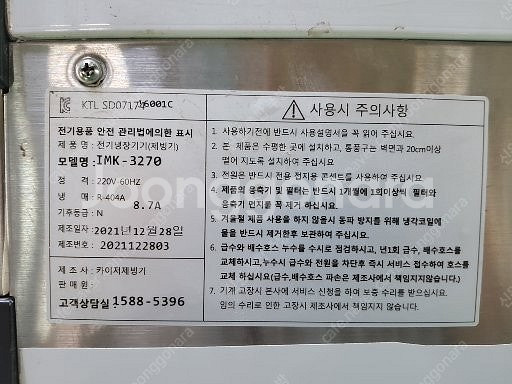 KTL SD07171-16001C
전기용품 안전 관리법에의한 표시
제 품 명 : 전기냉장기기(제빙기)
모델명 : IMK-3270
정 격 : 220V 60HZ
냉 매 : R-404A 8.7A
기후등급 : N
제조년월 : 2021년12월28일
제조번호 : 2021122803
제 조 사 : 카이저제빙기
판 매 원 :
고객상담실 : 1588-5396
사용시 주의사항
1. 사용하기전에 반드시 사용설명서을 꼭 읽어 주십시요.
2. 본 제품은 수평한 곳에 설치하고, 통풍구는 벽면과 20cm이상
떨어 지도록 설치하여 주십시요.
3. 전원은 반드시 전용 접지용 콘센트에 사용하여 주십시요.
4. 제품의 응축기 및 필터는 반드시 1개월에 1회이상씩 필터와
응축기 먼지를 꼭 제거 하십시요.
5. 겨울철 제품을 사용하지 않을시 동파 방지를 위해 냉각코일에
물을 반드시 제거한후 보관하여 주십시요.
6. 급수와 배수호스 누수를 수시로 점검하시고, 년1회 급수, 배수호스를
교체하시고,누수시 급수와 전원을 차단후 즉시 서비스 접수하여 호스를
교체 하십시요(급수,배수호스 파손은 제조사에서 책임지지않습니다.)
7. 기계 고장시 본사에 서비스 신청을 하여 보증 수리를 받으십시요.
임의 수리로 인한 고장시 제조사에서 책임지지 않습니다.
Songgonara